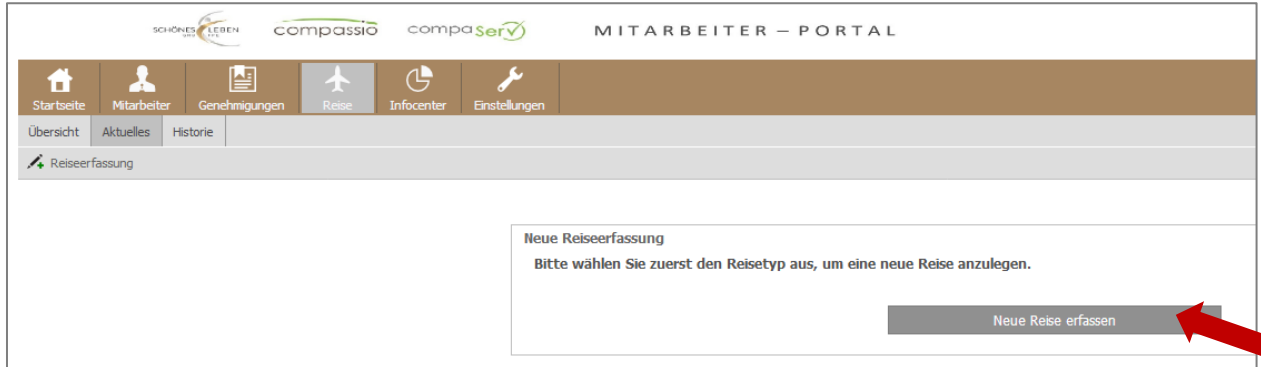 SCHÖNES LEBEN compassio compaserv MITARBEITER – PORTAL
Startseite Mitarbeiter Genehmigungen Reise Infocenter Einstellungen
Übersicht Aktuelles Historie
Reiseerfassung
Neue Reiseerfassung
Bitte wählen Sie zuerst den Reisetyp aus, um eine neue Reise anzulegen.
Neue Reise erfassen